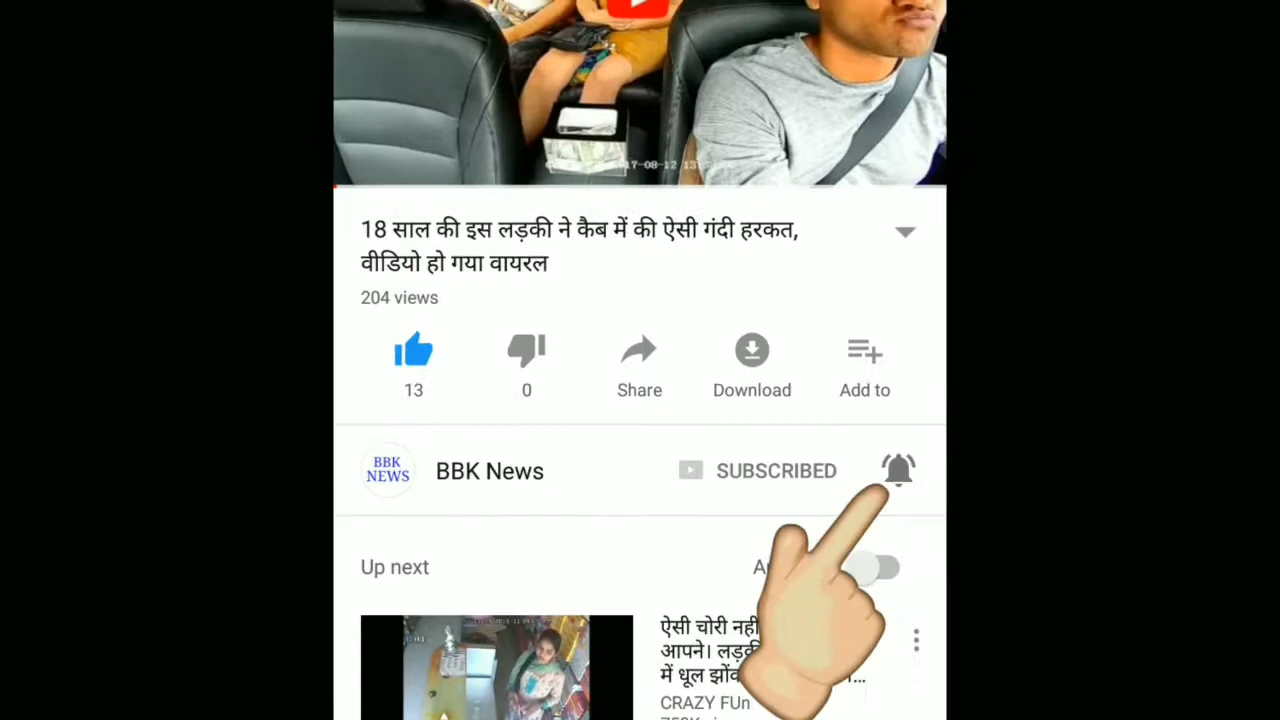 18 साल की इस लड़की ने कैब में की ऐसी गंदी हरकत,
वीडियो हो गया वायरल
204 views
13
0
Share
Download
Add to
BBK
NEWS
BBK News
SUBSCRIBED
Up next
ऐसी चोरी नहीं
आपने। लड़की
में धूल झोंक
CRAZY FUn